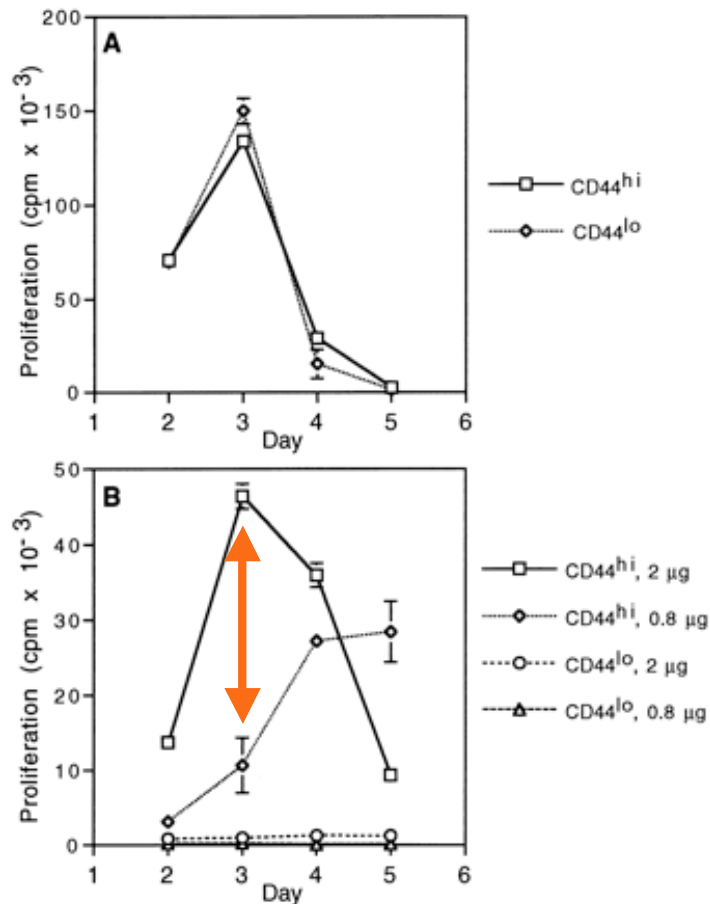 A
Proliferation (cpm x 10⁻³)
200
150
100
50
0
1 2 3 4 5 6
Day
CD44ʰⁱ
CD44ˡᵒ
B
Proliferation (cpm x 10⁻³)
50
40
30
20
10
0
1 2 3 4 5 6
Day
CD44ʰⁱ, 2 µg
CD44ʰⁱ, 0.8 µg
CD44ˡᵒ, 2 µg
CD44ˡᵒ, 0.8 µg